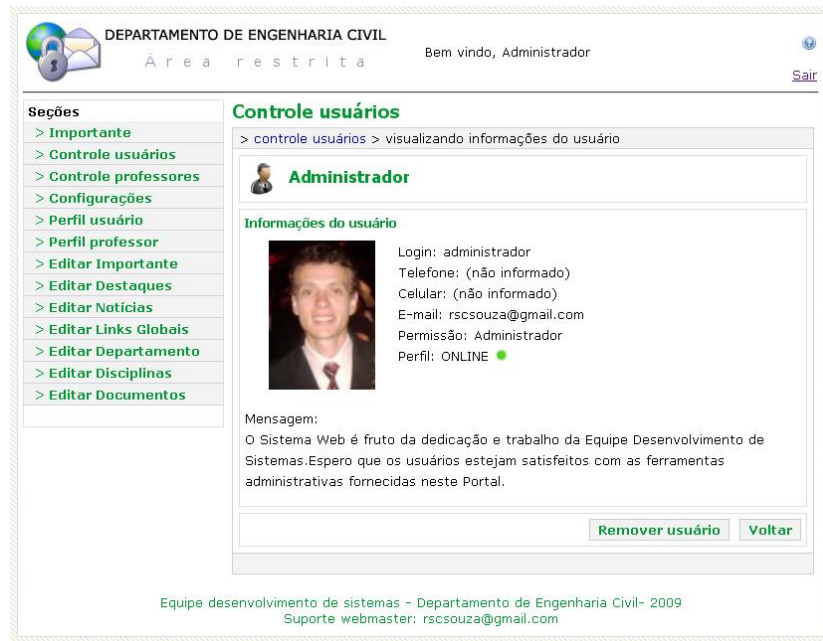 DEPARTAMENTO DE ENGENHARIA CIVIL
Área restrita
Bem vindo, Administrador
Sair
Seções
> Importante
> Controle usuários
> Controle professores
> Configurações
> Perfil usuário
> Perfil professor
> Editar Importante
> Editar Destaques
> Editar Notícias
> Editar Links Globais
> Editar Departamento
> Editar Disciplinas
> Editar Documentos
Controle usuários
> controle usuários > visualizando informações do usuário
Administrador
Informações do usuário
Login: administrador
Telefone: (não informado)
Celular: (não informado)
E-mail: rscsouza@gmail.com
Permissão: Administrador
Perfil: ONLINE
Mensagem:
O Sistema Web é fruto da dedicação e trabalho da Equipe Desenvolvimento de
Sistemas.Espero que os usuários estejam satisfeitos com as ferramentas
administrativas fornecidas neste Portal.
Remover usuário
Voltar
Equipe desenvolvimento de sistemas - Departamento de Engenharia Civil- 2009
Suporte webmaster: rscsouza@gmail.com